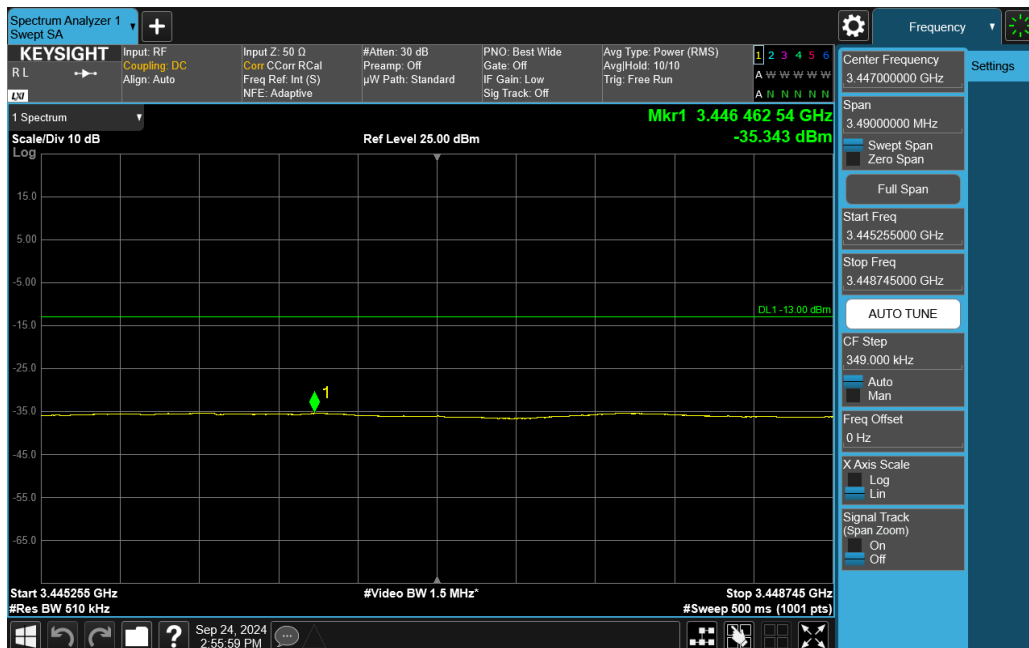 Spectrum Analyzer 1
Swept SA
Frequency
KEYSIGHT
R L
LXI
Input: RF
Coupling: DC
Align: Auto
Input Z: 50 Ω
Corr CCorr RCal
Freq Ref: Int (S)
NFE: Adaptive
#Atten: 30 dB
Preamp: Off
µW Path: Standard
PNO: Best Wide
Gate: Off
IF Gain: Low
Sig Track: Off
Avg Type: Power (RMS)
Avg|Hold: 10/10
Trig: Free Run
1 2 3 4 5 6
A W W W W W
A N N N N N
1 Spectrum
Scale/Div 10 dB
Log
Ref Level 25.00 dBm
Mkr1 3.446 462 54 GHz
-35.343 dBm
15.0
5.00
-5.00
-15.0
-25.0
-35.0
-45.0
-55.0
-65.0
DL1 -13.00 dBm
1
Start 3.445255 GHz
#Res BW 510 kHz
#Video BW 1.5 MHz*
Stop 3.448745 GHz
#Sweep 500 ms (1001 pts)
Center Frequency
3.447000000 GHz
Settings
Span
3.49000000 MHz
Swept Span
Zero Span
Full Span
Start Freq
3.445255000 GHz
Stop Freq
3.448745000 GHz
AUTO TUNE
CF Step
349.000 kHz
Auto
Man
Freq Offset
0 Hz
X Axis Scale
Log
Lin
Signal Track
(Span Zoom)
On
Off
?
Sep 24, 2024
2:55:59 PM